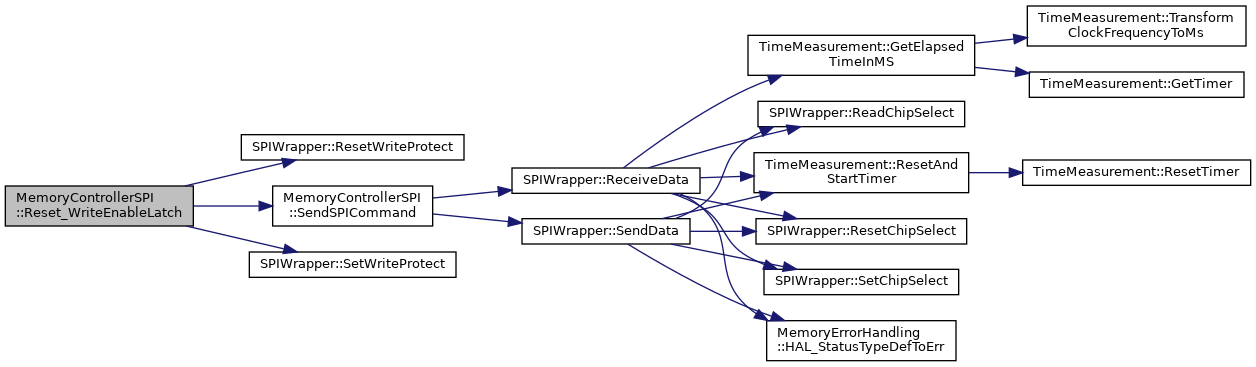 MemoryControllerSPI
::Reset_WriteEnableLatch
SPIWrapper::ResetWriteProtect
MemoryControllerSPI
::SendSPICommand
SPIWrapper::SetWriteProtect
SPIWrapper::ReceiveData
SPIWrapper::SendData
TimeMeasurement::GetElapsed
TimeInMS
SPIWrapper::ReadChipSelect
TimeMeasurement::ResetAnd
StartTimer
SPIWrapper::ResetChipSelect
SPIWrapper::SetChipSelect
MemoryErrorHandling
::HAL_StatusTypeDefToErr
TimeMeasurement::Transform
ClockFrequencyToMs
TimeMeasurement::GetTimer
TimeMeasurement::ResetTimer